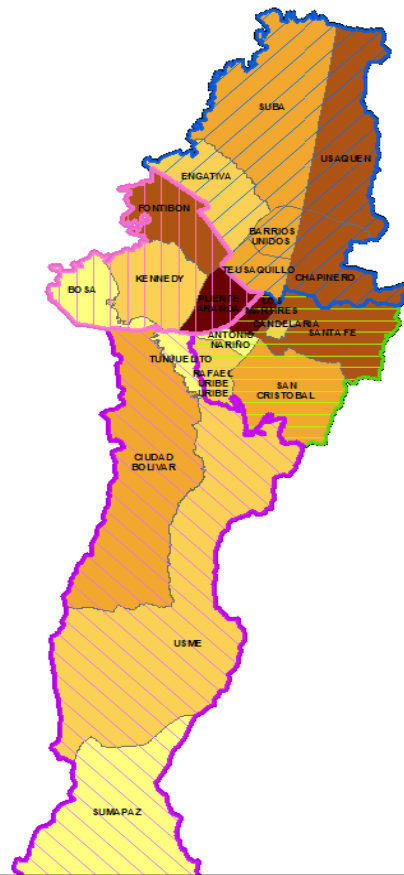 SUBA
USAQUEN
ENGATIVA
FONTIBON
BARRIOS
UNIDOS
TEUSAQUILLO
CHAPINERO
KENNEDY
BOSA
PUENTE
ARANDA
MARTIRES
CANDELARIA
SANTA FE
ANTONIO
NARIÑO
TUNJUELITO
RAFAEL
URIBE
URIBE
SAN
CRISTOBAL
CIUDAD
BOLIVAR
USME
SUMAPAZ